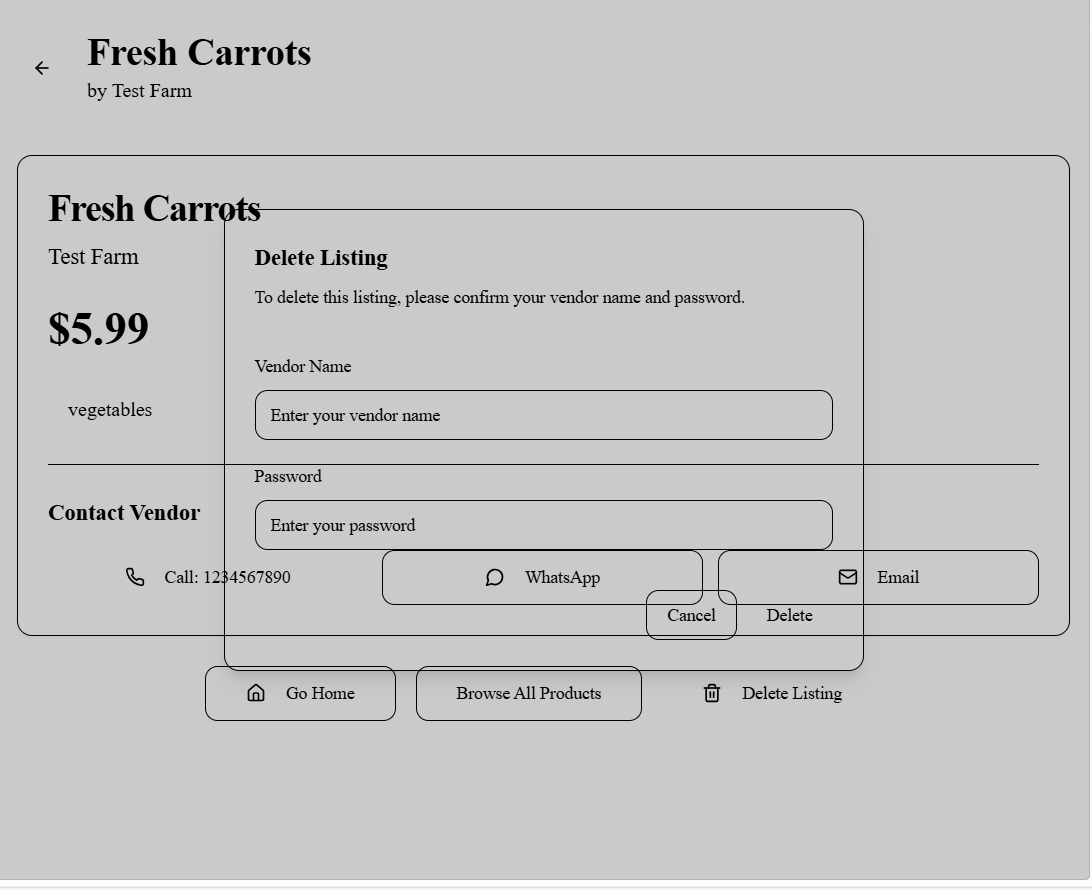 Fresh Carrots
by Test Farm
Fresh Carrots
Test Farm
$5.99
vegetables
Contact Vendor
Call: 1234567890
WhatsApp
Email
Delete Listing
To delete this listing, please confirm your vendor name and password.
Vendor Name
Enter your vendor name
Password
Enter your password
Cancel
Delete
Go Home
Browse All Products
Delete Listing